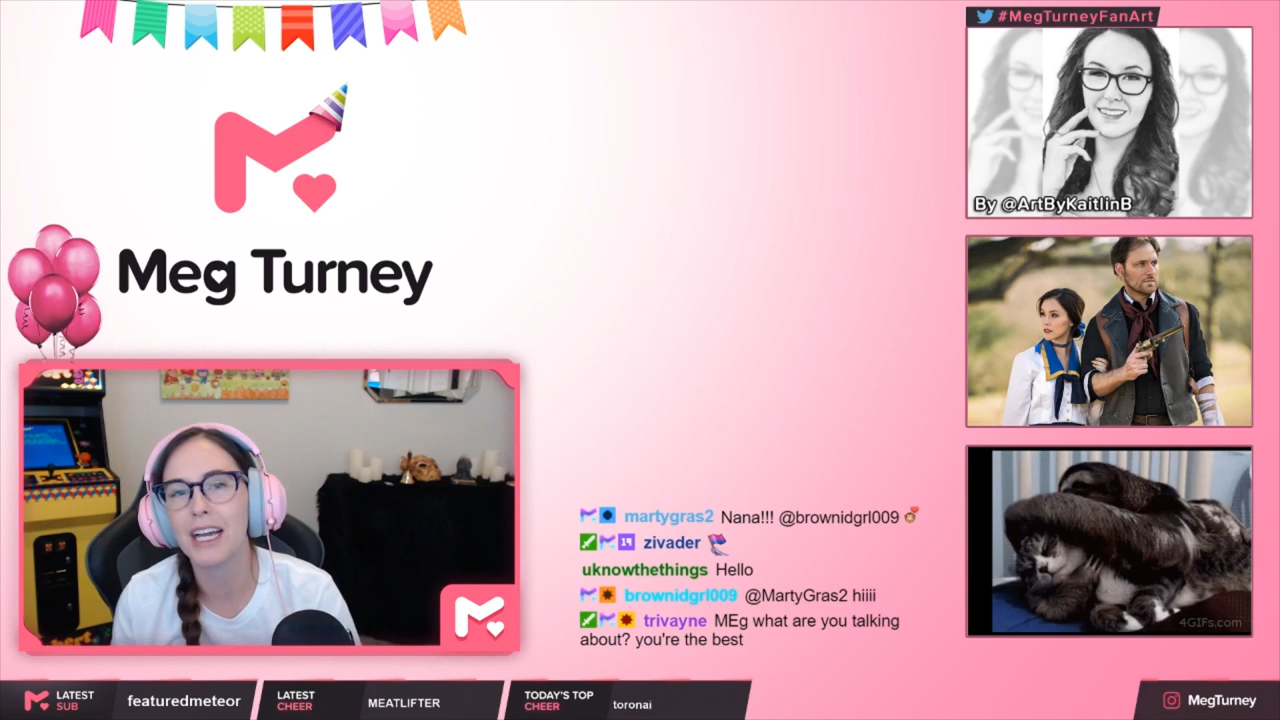 #MegTurneyFanArt
By @ArtByKaitlinB
Meg Turney
martygras2 Nana!!! @brownidgrl009
zivader
uknowthethings Hello
brownidgrl009 @MartyGras2 hiiii
trivayne MEg what are you talking
about? you're the best
4GIFs.com
LATEST
SUB
featuredmeteor
LATEST
CHEER
MEATLIFTER
TODAY'S TOP
CHEER
toronai
MegTurney